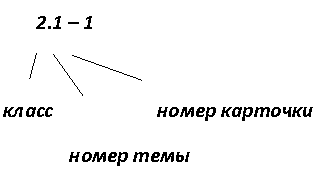 2.1 – 1
класс номер карточки
номер темы